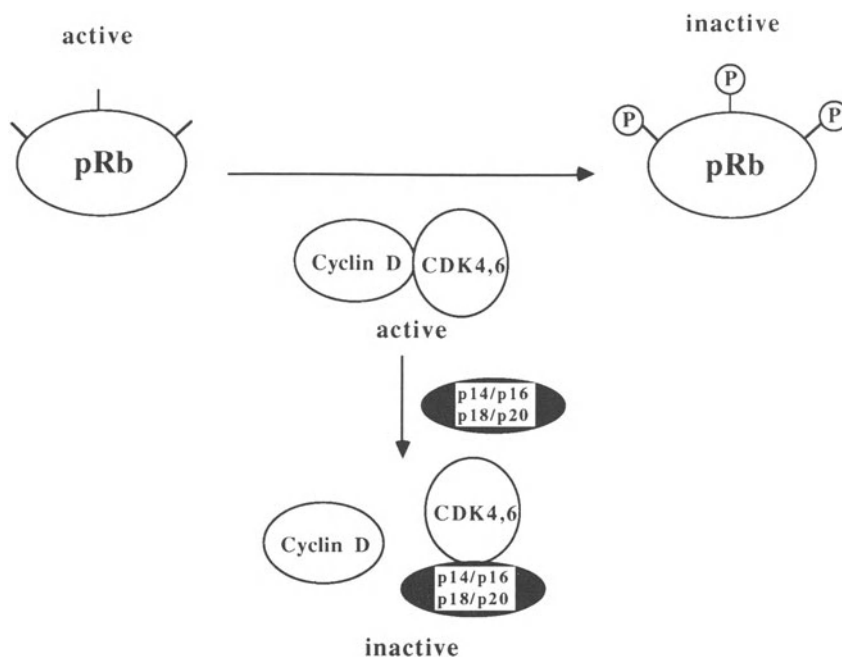 active
inactive
P
P
P
pRb
pRb
Cyclin D
CDK4,6
active
p14/p16
p18/p20
CDK4,6
Cyclin D
p14/p16
p18/p20
inactive